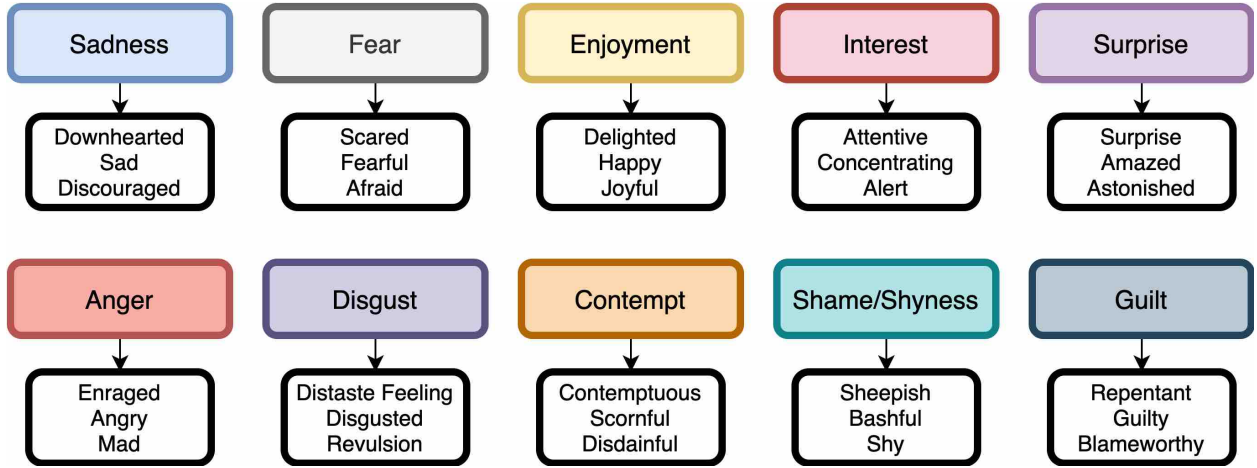 Sadness
Fear
Enjoyment
Interest
Surprise
Downhearted
Sad
Discouraged
Scared
Fearful
Afraid
Delighted
Happy
Joyful
Attentive
Concentrating
Alert
Surprise
Amazed
Astonished
Anger
Disgust
Contempt
Shame/Shyness
Guilt
Enraged
Angry
Mad
Distaste Feeling
Disgusted
Revulsion
Contemptuous
Scornful
Disdainful
Sheepish
Bashful
Shy
Repentant
Guilty
Blameworthy